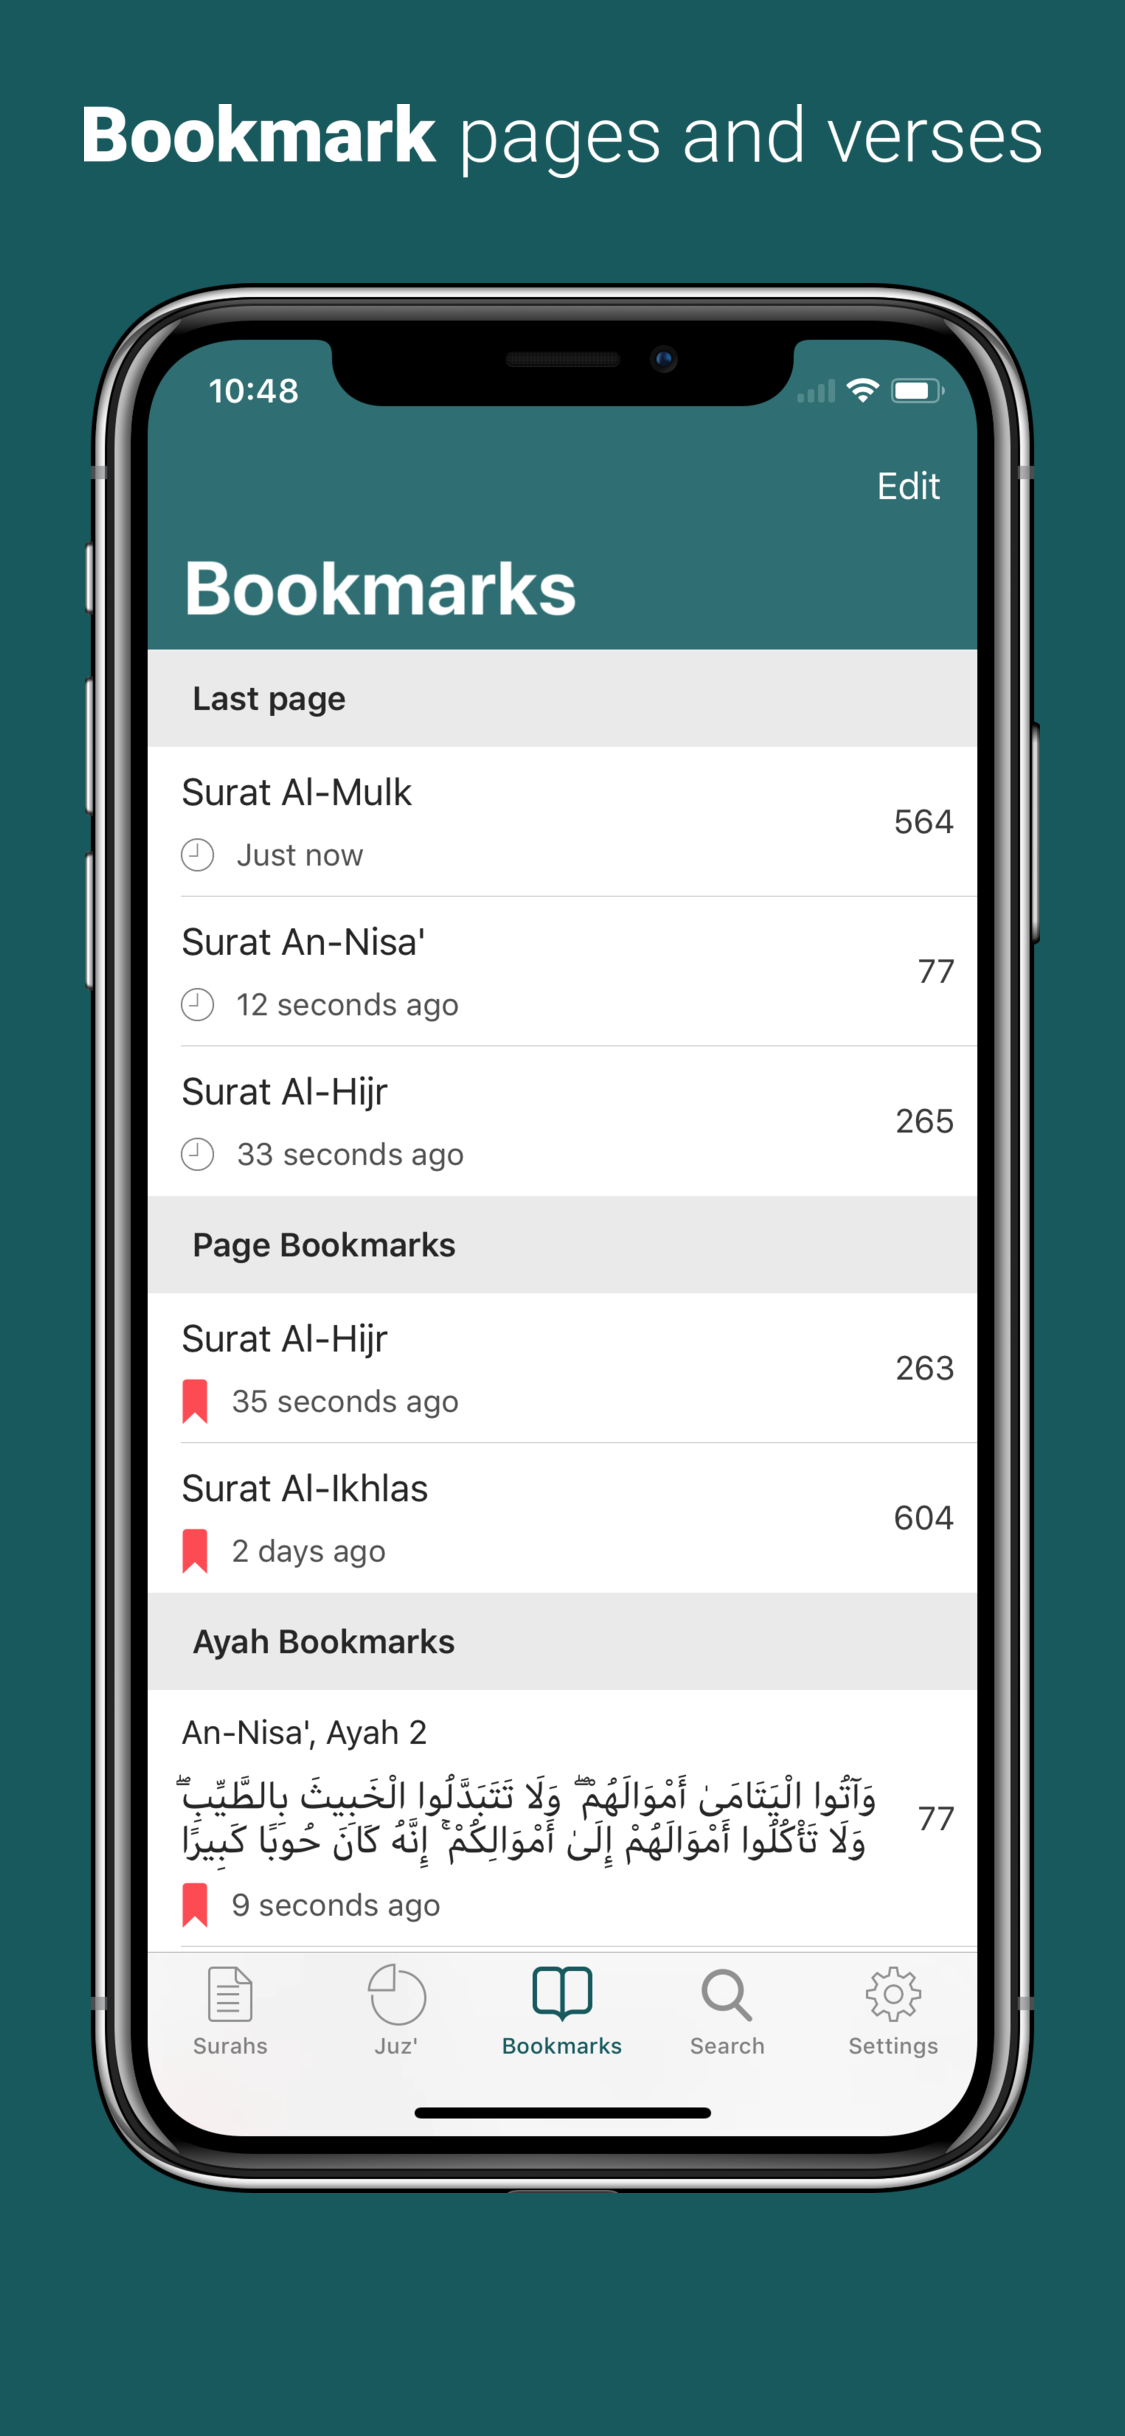 Bookmark pages and verses
10:48
Edit
Bookmarks
Last page
Surat Al-Mulk
564
Just now
Surat An-Nisa'
77
12 seconds ago
Surat Al-Hijr
265
33 seconds ago
Page Bookmarks
Surat Al-Hijr
263
35 seconds ago
Surat Al-Ikhlas
604
2 days ago
Ayah Bookmarks
An-Nisa', Ayah 2
وَآتُوا الْيَتَامَىٰ أَمْوَالَهُمْ ۖ وَلَا تَتَبَدَّلُوا الْخَبِيثَ بِالطَّيِّبِ ۖ
وَلَا تَأْكُلُوا أَمْوَالَهُمْ إِلَىٰ أَمْوَالِكُمْ ۚ إِنَّهُ كَانَ حُوبًا كَبِيرًا
77
9 seconds ago
Surahs
Juz'
Bookmarks
Search
Settings